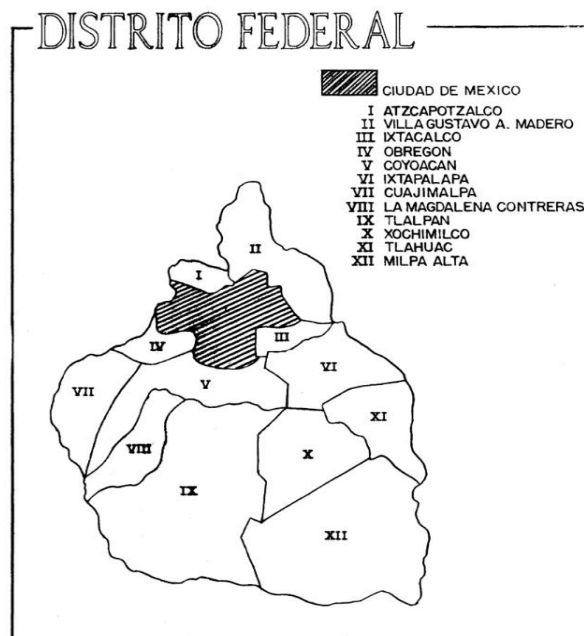 DISTRITO FEDERAL
CIUDAD DE MEXICO
I ATZCAPOTZALCO
II VILLA GUSTAVO A. MADERO
III IXTACALCO
IV OBREGON
V COYOACAN
VI IXTAPALAPA
VII CUAJIMALPA
VIII LA MAGDALENA CONTRERAS
IX TLALPAN
X XOCHIMILCO
XI TLAHUAC
XII MILPA ALTA
II
I
III
IV
VI
V
VII
XI
VIII
X
IX
XII